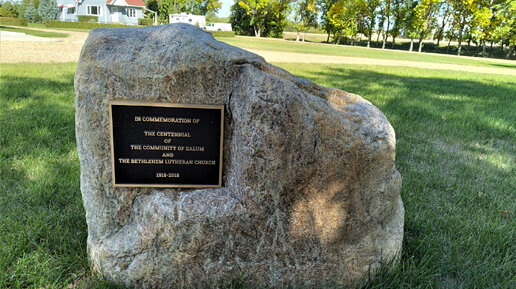 IN COMMEMORATION OF
THE CENTENNIAL
OF
THE COMMUNITY OF DALUM
AND
THE BETHLEHEM LUTHERAN CHURCH
1918-2018